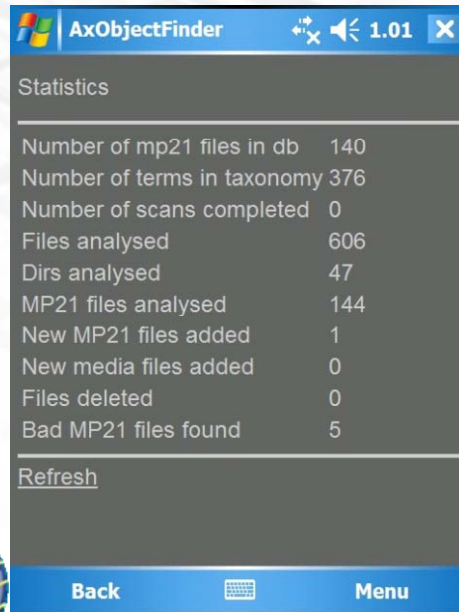 AxObjectFinder 1.01
Statistics
Number of mp21 files in db 140
Number of terms in taxonomy 376
Number of scans completed 0
Files analysed 606
Dirs analysed 47
MP21 files analysed 144
New MP21 files added 1
New media files added 0
Files deleted 0
Bad MP21 files found 5
Refresh
Back Menu